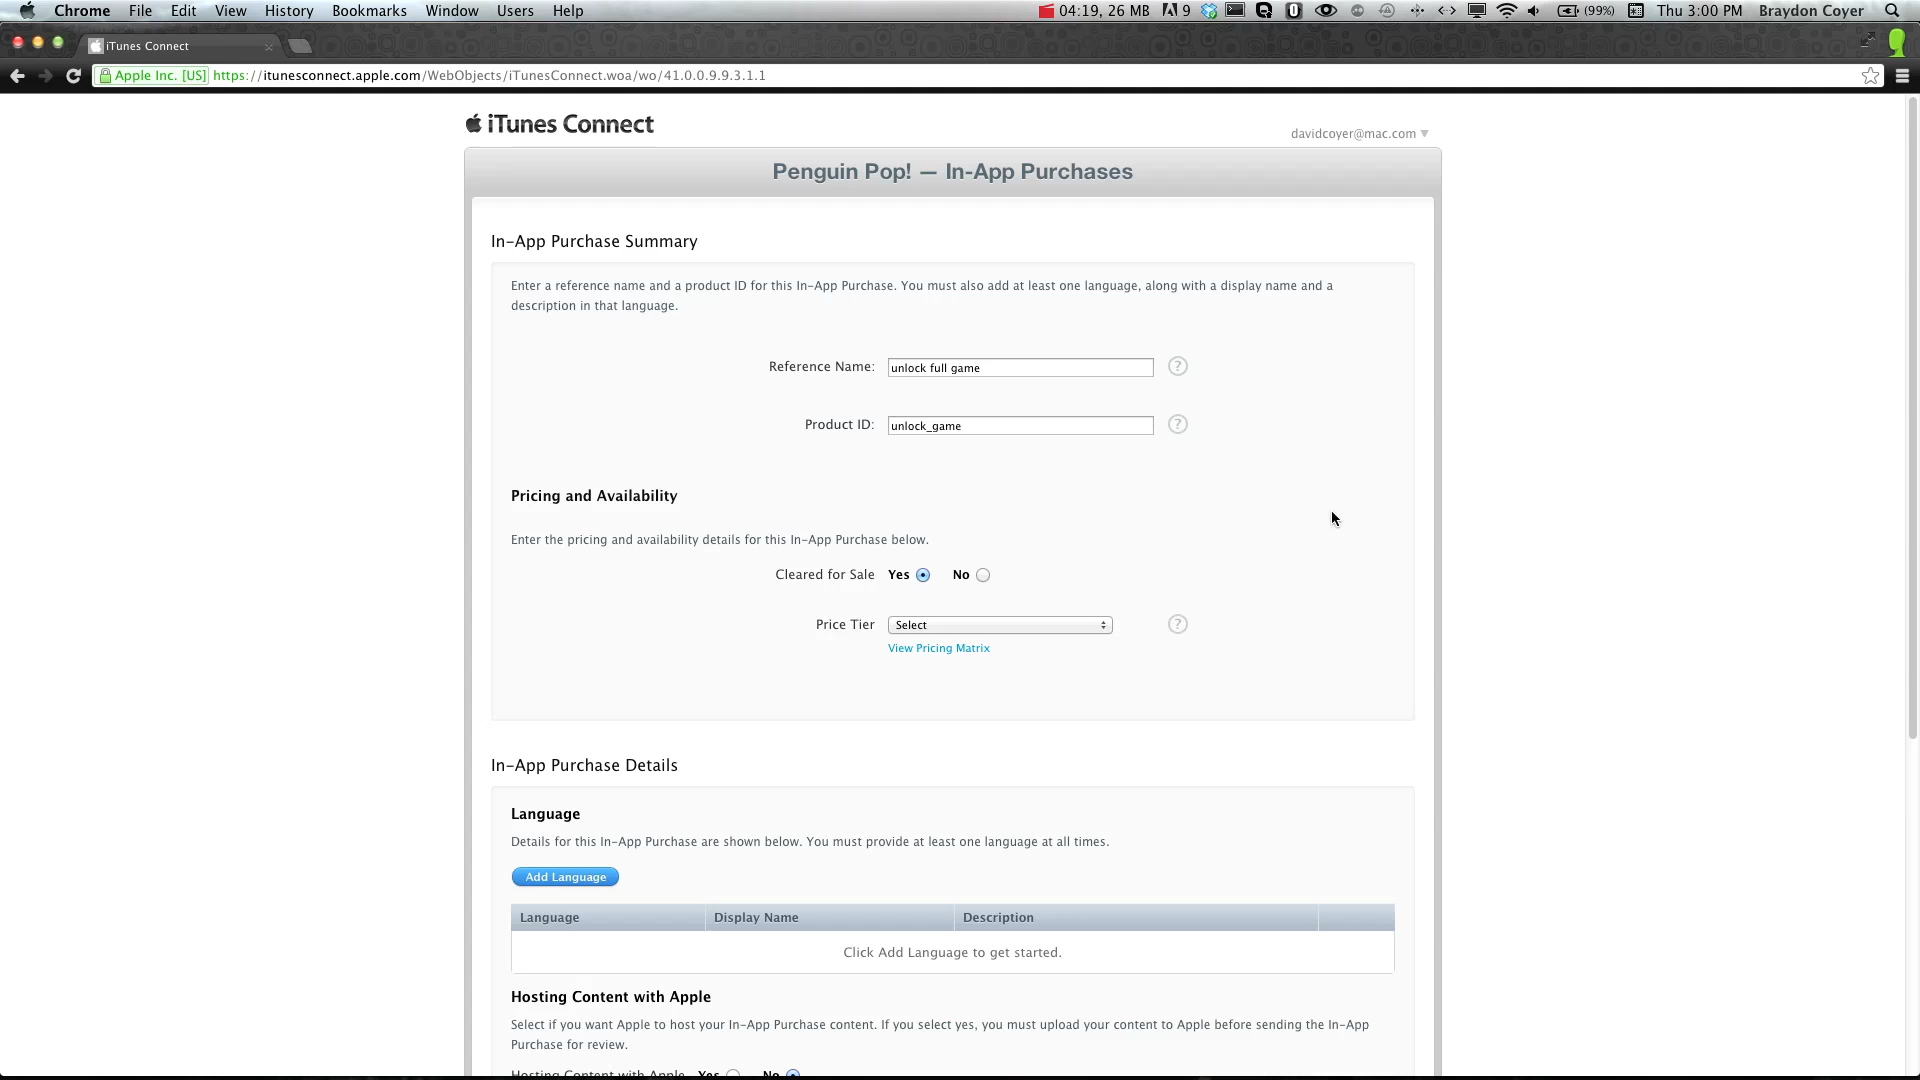 Chrome File Edit View History Bookmarks Window Users Help 04:19, 26 MB 9 (99%) Thu 3:00 PM Braydon Coyer
iTunes Connect
Apple Inc. [US] https://itunesconnect.apple.com/WebObjects/iTunesConnect.woa/wo/41.0.0.9.9.3.1.1
iTunes Connect
davidcoyer@mac.com
Penguin Pop! — In-App Purchases
In-App Purchase Summary
Enter a reference name and a product ID for this In-App Purchase. You must also add at least one language, along with a display name and a
description in that language.
Reference Name: unlock full game ?
Product ID: unlock_game ?
Pricing and Availability
Enter the pricing and availability details for this In-App Purchase below.
Cleared for Sale Yes No
Price Tier Select ?
View Pricing Matrix
In-App Purchase Details
Language
Details for this In-App Purchase are shown below. You must provide at least one language at all times.
Add Language
Language Display Name Description
Click Add Language to get started.
Hosting Content with Apple
Select if you want Apple to host your In-App Purchase content. If you select yes, you must upload your content to Apple before sending the In-App
Purchase for review.
Hosting Content with Apple Yes No